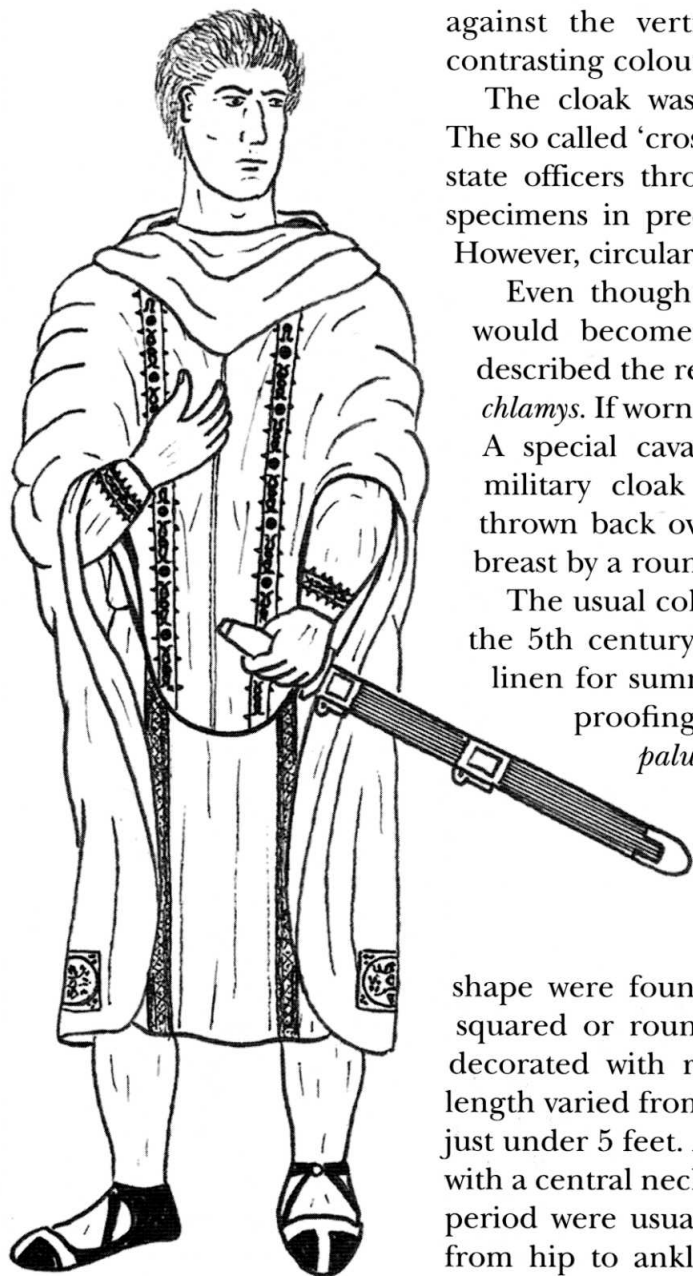 against the vert
contrasting colou
The cloak was
The so called ‘cros
state officers thro
specimens in pre
However, circular
Even though
would become
described the re
chlamys. If worn
A special cava
military cloak
thrown back ov
breast by a roun
The usual col
the 5th century
linen for sumn
proofing
palu
shape were foun
squared or roun
decorated with r
length varied fron
just under 5 feet.
with a central necl
period were usua
from hip to ankl